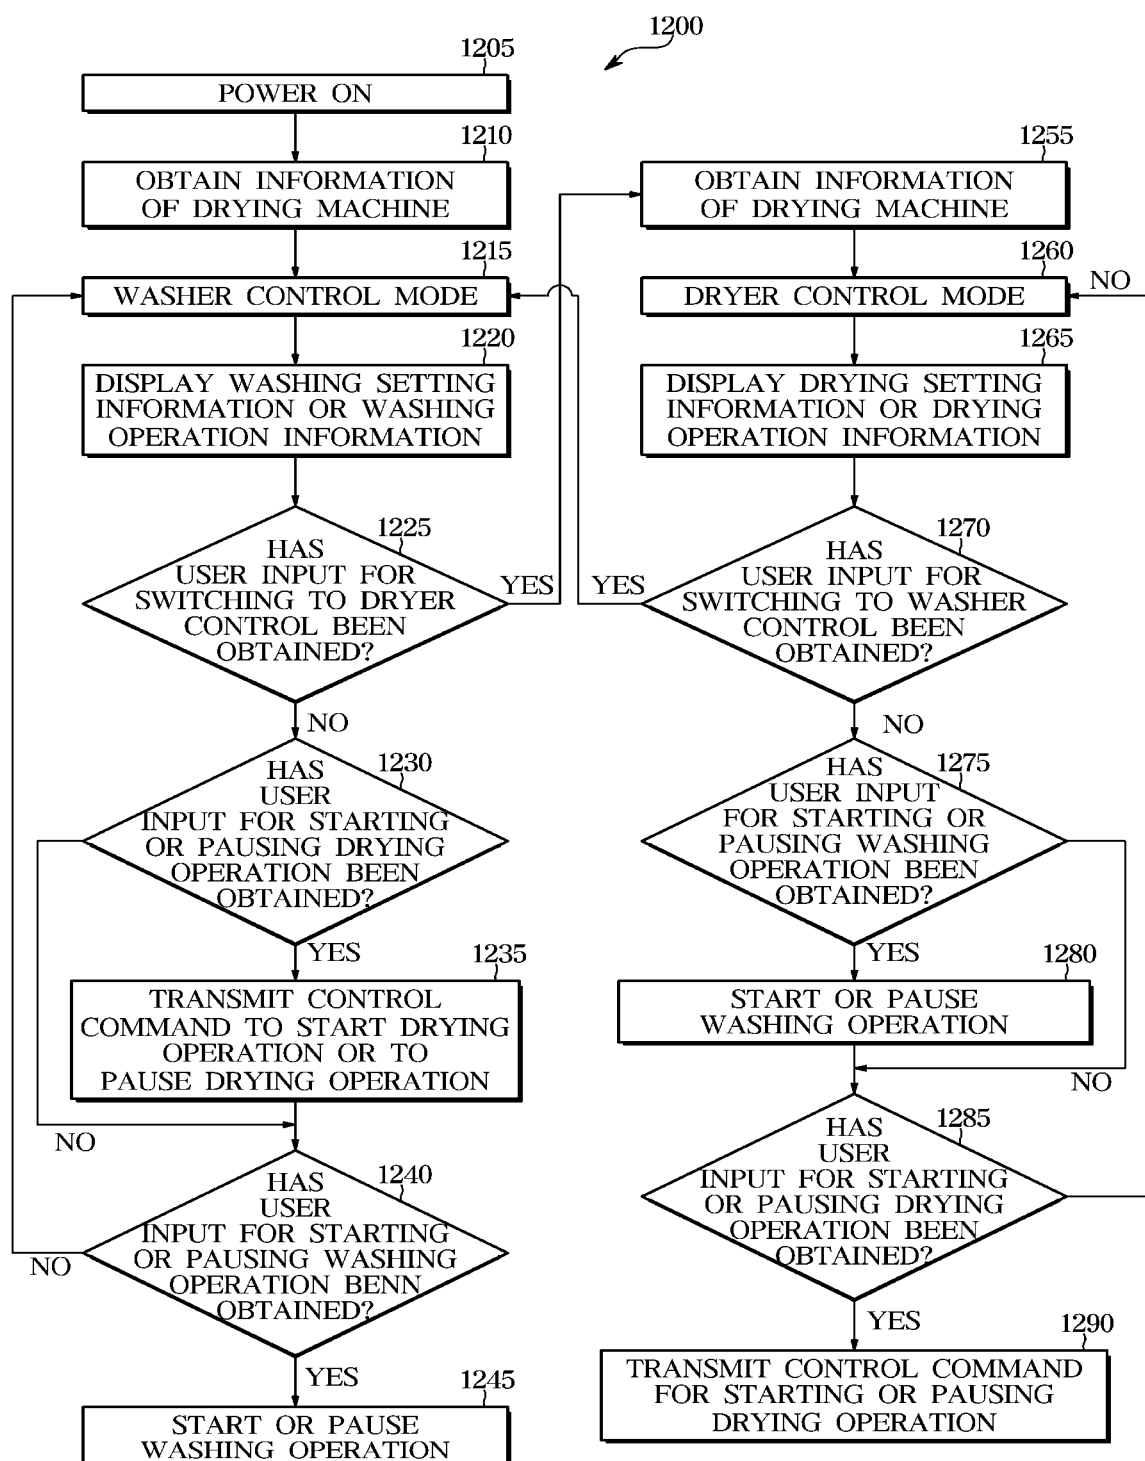 1200
1205
POWER ON
1210
OBTAIN INFORMATION
OF DRYING MACHINE
1215
WASHER CONTROL MODE
1220
DISPLAY WASHING SETTING
INFORMATION OR WASHING
OPERATION INFORMATION
1225
HAS
USER INPUT FOR
SWITCHING TO DRYER
CONTROL BEEN
OBTAINED?
YES
NO
1230
HAS
USER
INPUT FOR STARTING
OR PAUSING DRYING
OPERATION BEEN
OBTAINED?
YES
NO
1235
TRANSMIT CONTROL
COMMAND TO START DRYING
OPERATION OR TO
PAUSE DRYING OPERATION
1240
HAS
USER
INPUT FOR STARTING
OR PAUSING WASHING
OPERATION BENN
OBTAINED?
NO
YES
1245
START OR PAUSE
WASHING OPERATION
1255
OBTAIN INFORMATION
OF DRYING MACHINE
1260
DRYER CONTROL MODE
NO
1265
DISPLAY DRYING SETTING
INFORMATION OR DRYING
OPERATION INFORMATION
1270
HAS
USER INPUT FOR
SWITCHING TO WASHER
CONTROL BEEN
OBTAINED?
YES
NO
1275
HAS
USER INPUT
FOR STARTING OR
PAUSING WASHING
OPERATION BEEN
OBTAINED?
YES
1280
START OR PAUSE
WASHING OPERATION
NO
1285
HAS
USER
INPUT FOR STARTING
OR PAUSING DRYING
OPERATION BEEN
OBTAINED?
YES
1290
TRANSMIT CONTROL COMMAND
FOR STARTING OR PAUSING
DRYING OPERATION